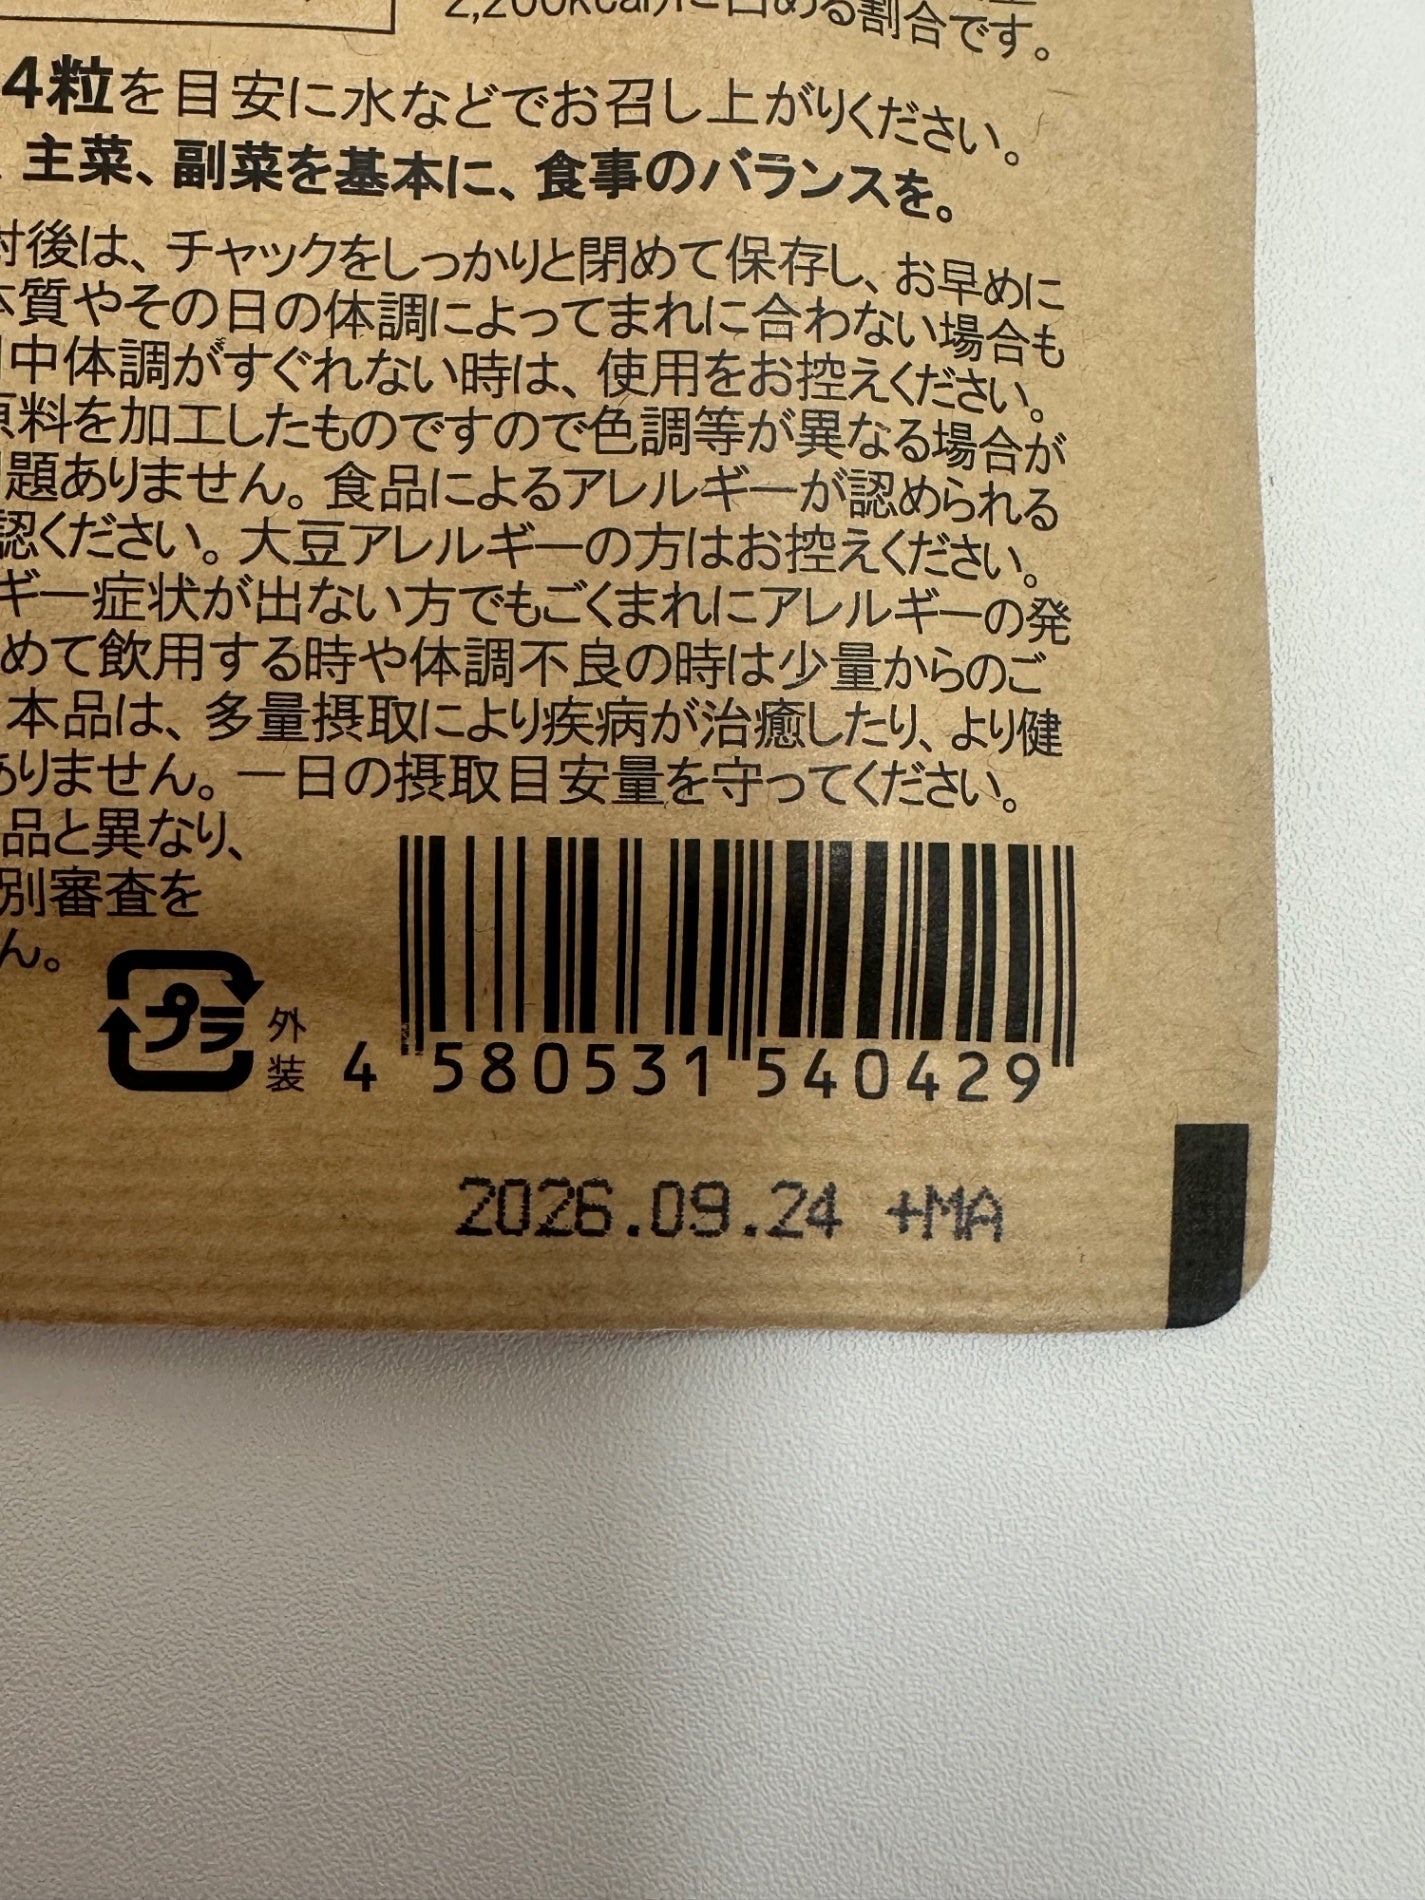 2,200kcal)に占める割合です。
4粒を目安に水などでお召し上がりください。
、主菜、副菜を基本に、食事のバランスを。
封後は、チャックをしっかりと閉めて保存し、お早めに
体質やその日の体調によってまれに合わない場合も
中体調がすぐれない時は、使用をお控えください。
原料を加工したものですので色調等が異なる場合が
題ありません。食品によるアレルギーが認められる
認ください。大豆アレルギーの方はお控えください。
ギー症状が出ない方でもごくまれにアレルギーの発
めて飲用する時や体調不良の時は少量からのご
本品は、多量摂取により疾病が治癒したり、より健
ありません。一日の摂取目安量を守ってください。
品と異なり、
別審査を
ん。
プラ 外装
4 580531 540429
2026.09.24 +MA